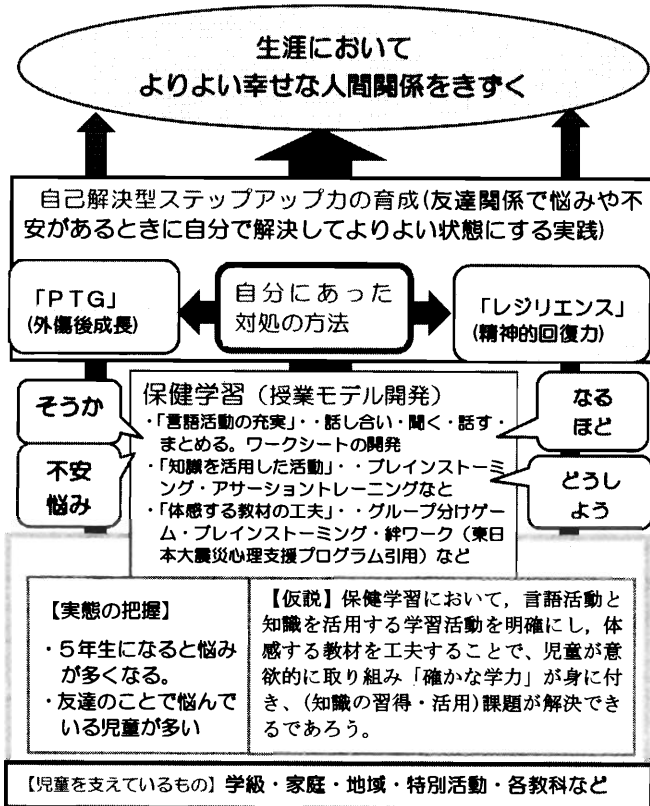 生涯において
よりよい幸せな人間関係をきずく
自己解決型ステップアップ力の育成(友達関係で悩みや不
安があるときに自分で解決してよりよい状態にする実践)
「PTG」
(外傷後成長)
自分にあった
対処の方法
「レジリエンス」
(精神的回復力)
そうか
不安
悩み
保健学習（授業モデル開発）
・「言語活動の充実」・・話し合い・聞く・話す・
まとめる。ワークシートの開発
・「知識を活用した活動」・・ブレインストーミ
ング・アサーショントレーニングなと
・「体感する教材の工夫」・・グループ分けゲー
ム・ブレインストーミング・絆ワーク（東日
本大震災心理支援プログラム引用）など
なる
ほど
どうし
よう
【実態の把握】
・５年生になると悩み
が多くなる。
・友達のことで悩んで
いる児童が多い
【仮説】保健学習において，言語活動と
知識を活用する学習活動を明確にし，体
感する教材を工夫することで、児童が意
欲的に取り組み「確かな学力」が身に付
き、(知識の習得・活用)課題が解決でき
るであろう。
【児童を支えているもの】学級・家庭・地域・特別活動・各教科など